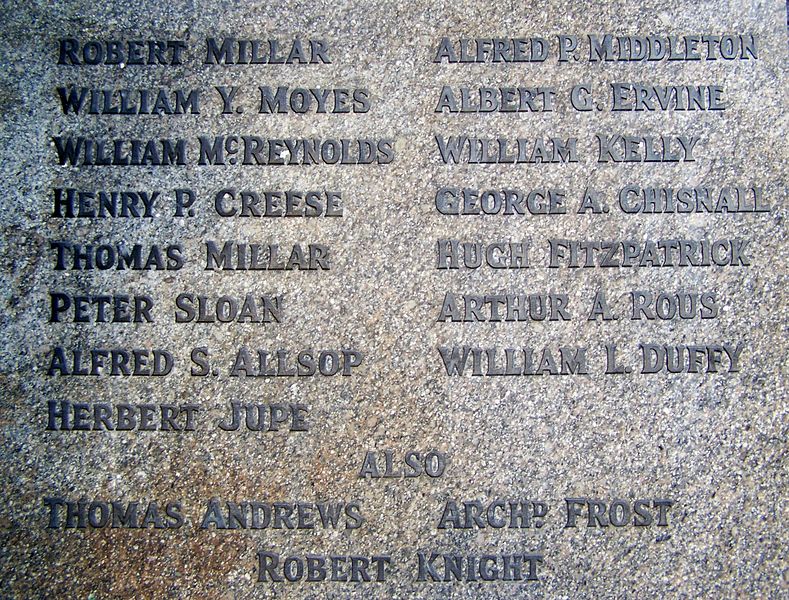 ROBERT MILLAR ALFRED P. MIDDLETON
WILLIAM Y. MOYES ALBERT G. ERVINE
WILLIAM McREYNOLDS WILLIAM KELLY
HENRY P. CREESE GEORGE A. CHISNALL
THOMAS MILLAR HUGH FITZPATRICK
PETER SLOAN ARTHUR A. ROUS
ALFRED S. ALLSOP WILLIAM L. DUFFY
HERBERT JUPE
ALSO
THOMAS ANDREWS ARCHD FROST
ROBERT KNIGHT